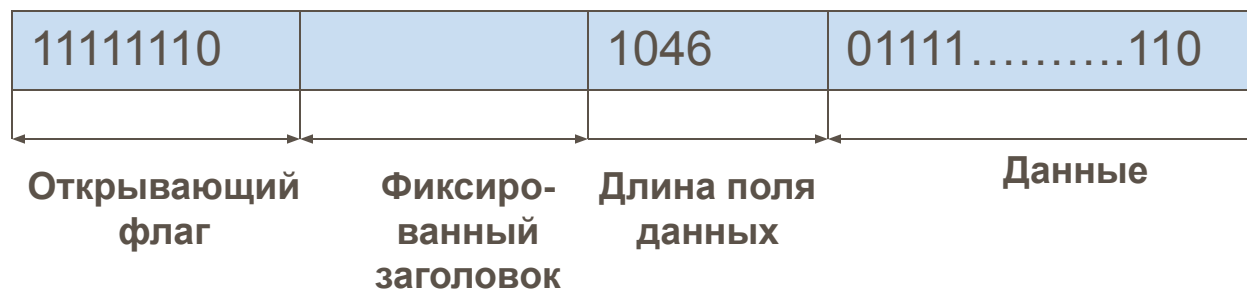 11111110 1046 01111……….110
Открывающий флаг
Фиксиро-
ванный
заголовок
Длина поля
данных
Данные